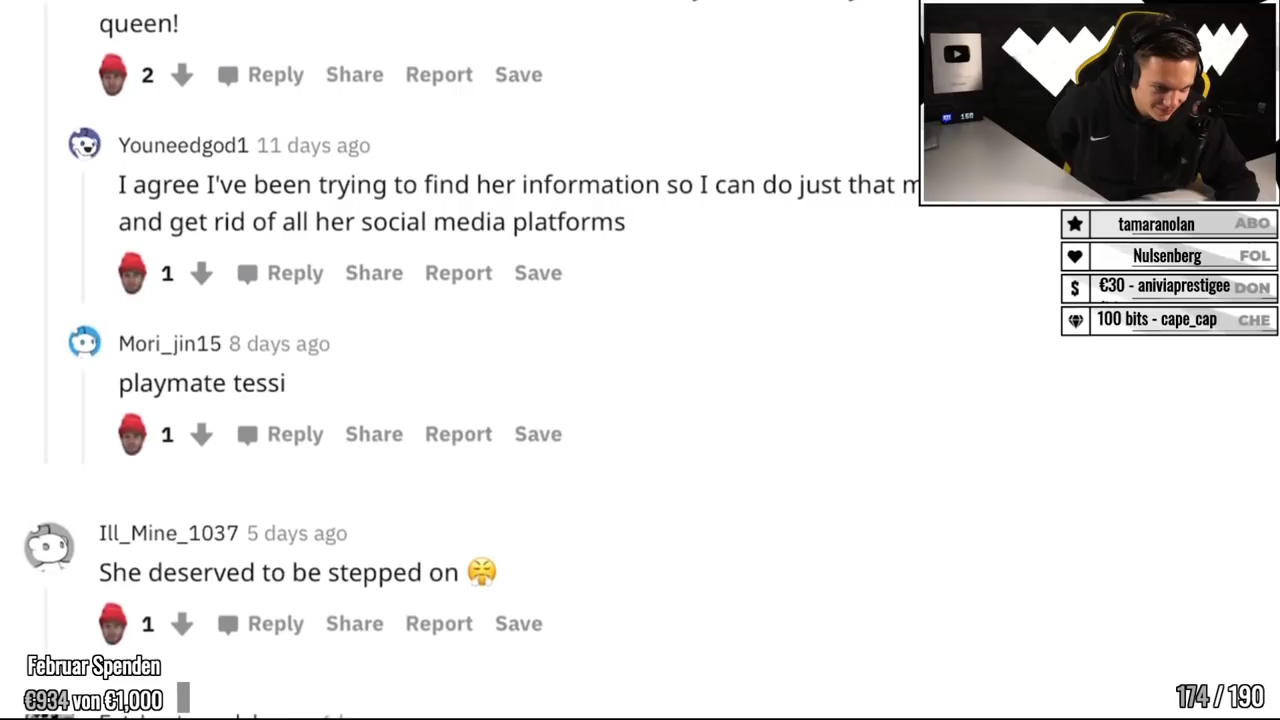 queen!
2 Reply Share Report Save
Youneedgod1 11 days ago
I agree I've been trying to find her information so I can do just that
and get rid of all her social media platforms
1 Reply Share Report Save
Mori_jin15 8 days ago
playmate tessi
1 Reply Share Report Save
Ill_Mine_1037 5 days ago
She deserved to be stepped on 😤
1 Reply Share Report Save
tamaranolan ABO
Nulsenberg FOL
$ €30 - aniviaprestigee DON
100 bits - cape_cap CHE
Februar Spenden
€934 von €1,000
174 / 190